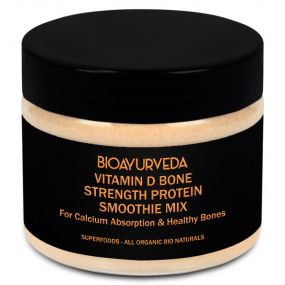 BIOAYURVEDA
VITAMIN D BONE
STRENGTH PROTEIN
SMOOTHIE MIX
For Calcium Absorption & Healthy Bones
SUPERFOODS - ALL ORGANIC BIO NATURALS